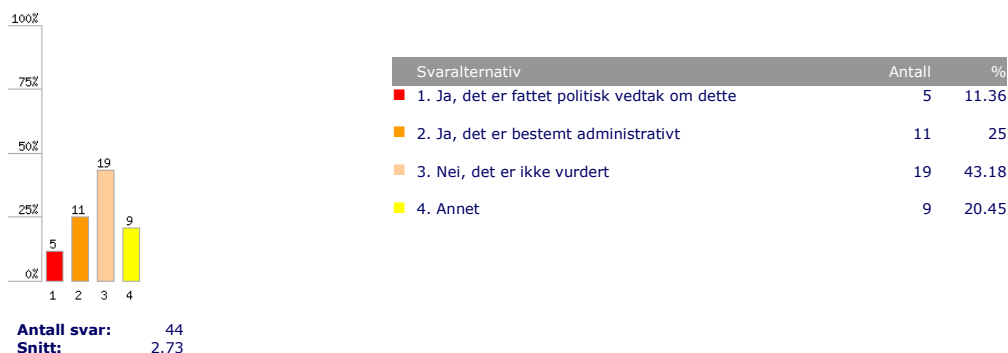 100%
75%
50%
25%
0%
5
11
19
9
1 2 3 4
Antall svar: 44
Snitt: 2.73
Svaralternativ Antall %
1. Ja, det er fattet politisk vedtak om dette 5 11.36
2. Ja, det er bestemt administrativt 11 25
3. Nei, det er ikke vurdert 19 43.18
4. Annet 9 20.45